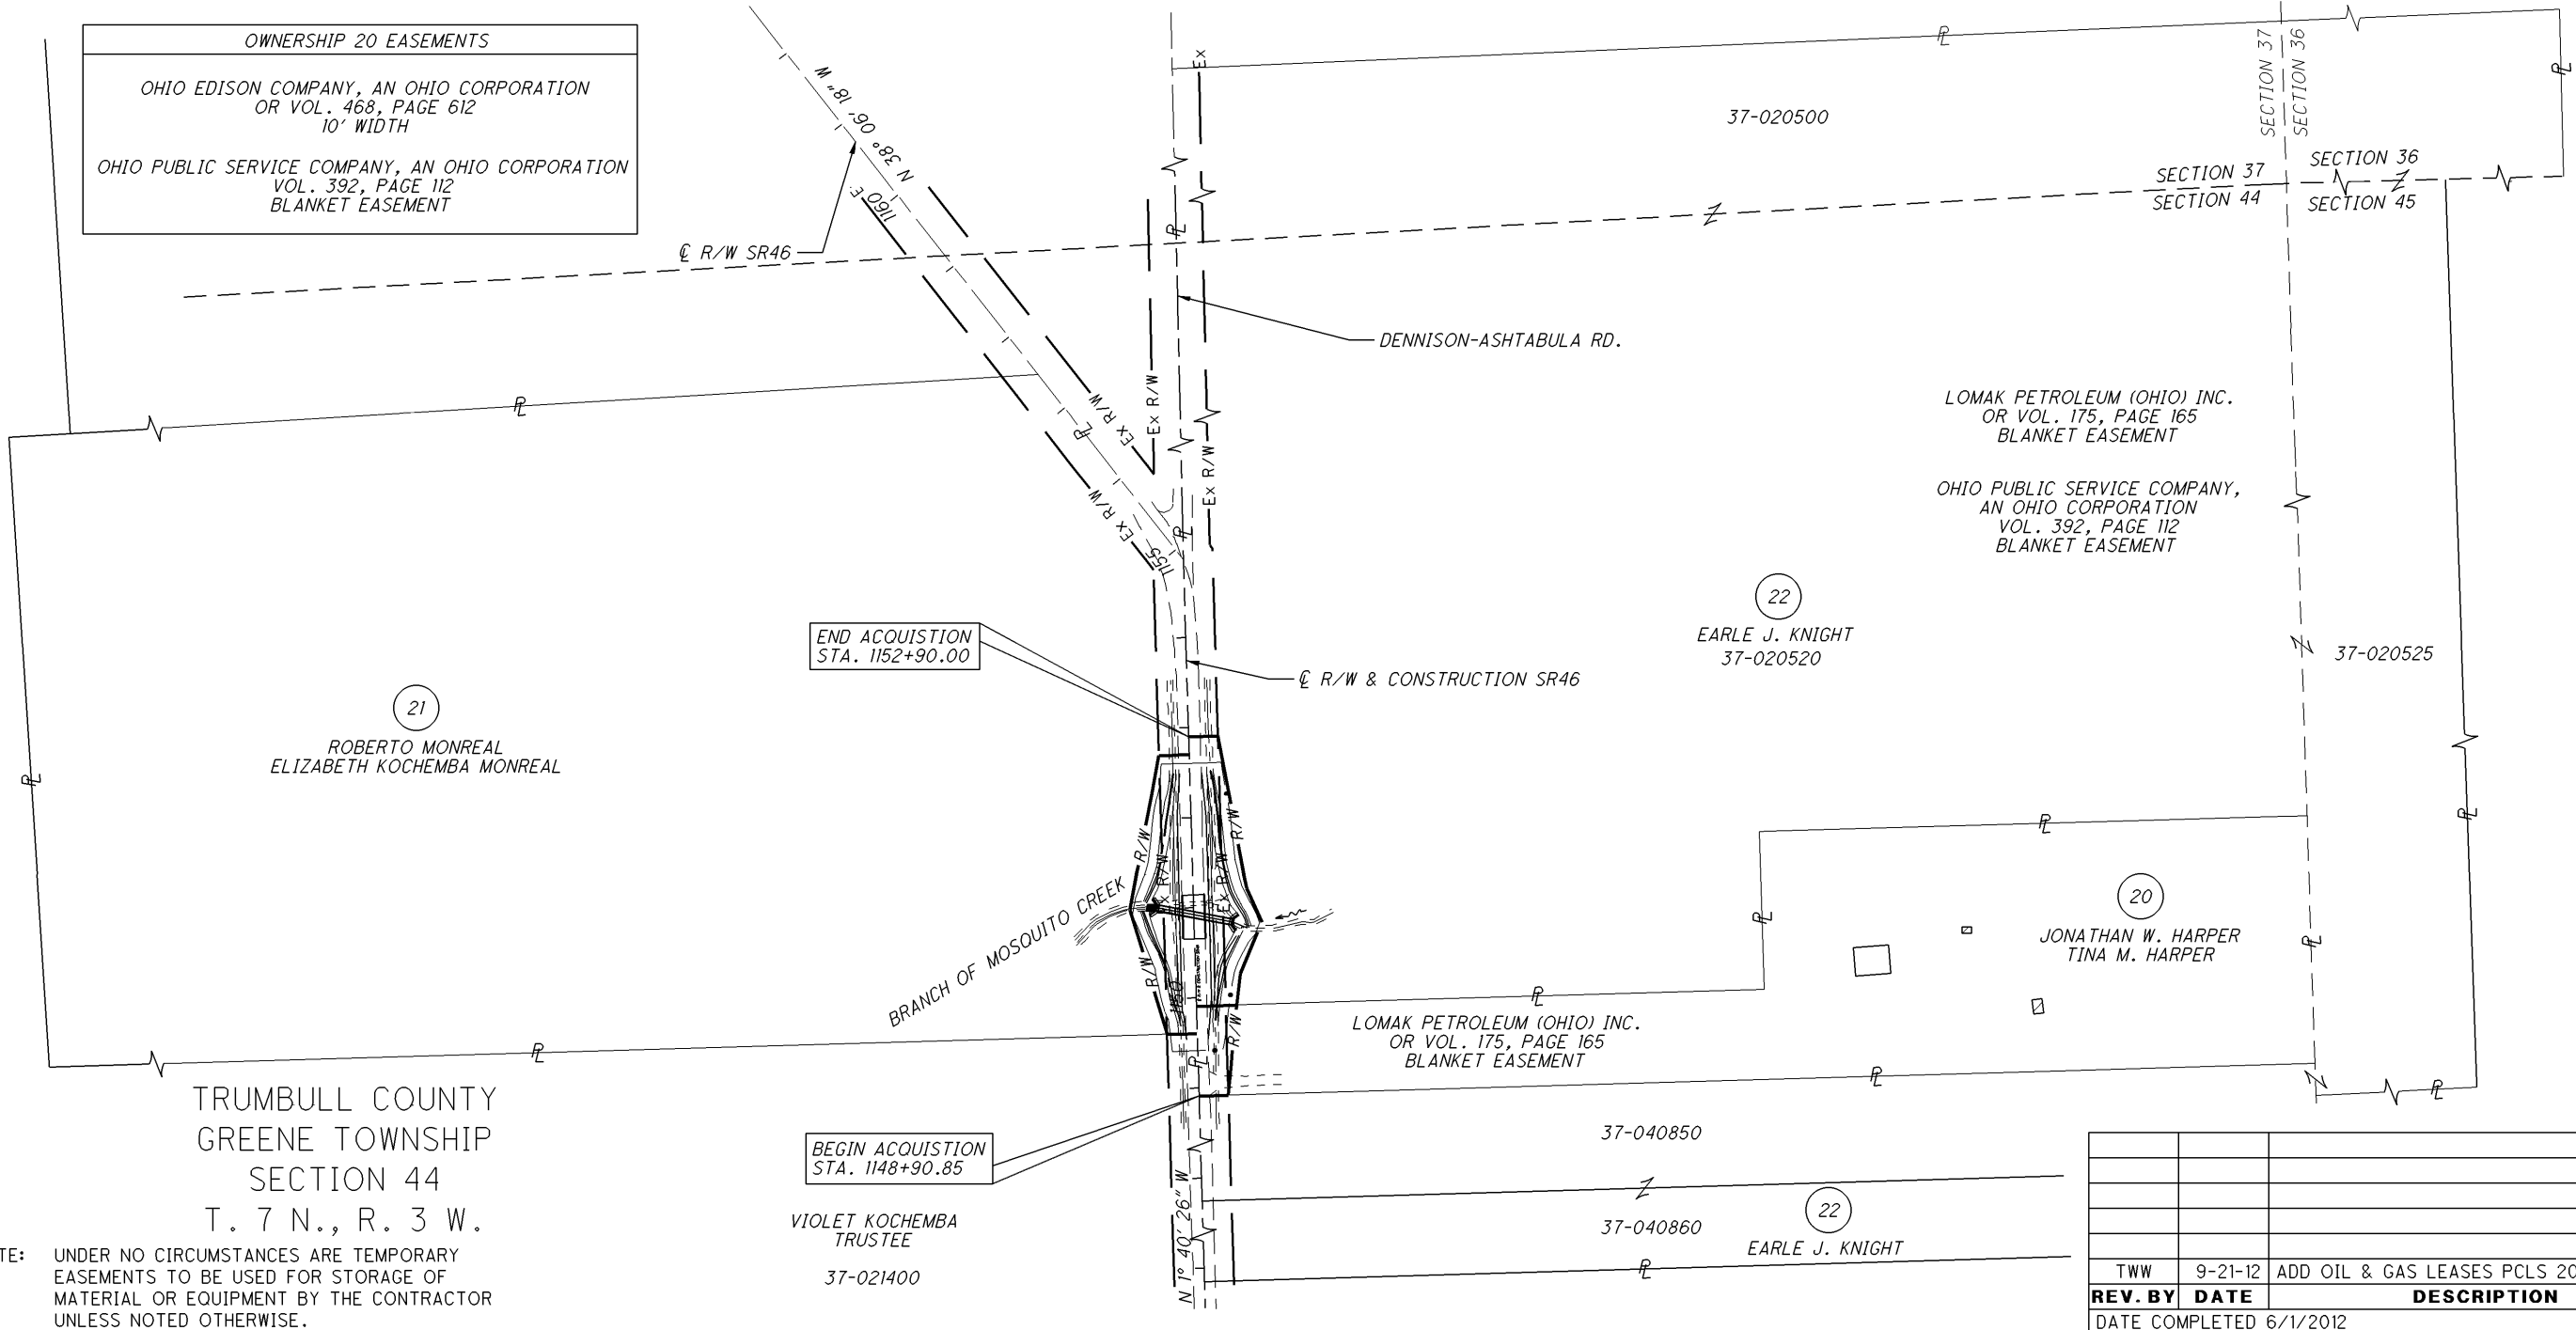 OWNERSHIP 20 EASEMENTS
OHIO EDISON COMPANY, AN OHIO CORPORATION
OR VOL. 468, PAGE 612
10' WIDTH
OHIO PUBLIC SERVICE COMPANY, AN OHIO CORPORATION
VOL. 392, PAGE 112
BLANKET EASEMENT
N 38° 06' 18" W
1160
℄ R/W SR46
Ex
37-020500
SECTION 37
SECTION 36
SECTION 37
SECTION 36
SECTION 44
SECTION 45
DENNISON-ASHTABULA RD.
Ex R/W
Ex R/W
Ex R/W
Ex R/W
1155
LOMAK PETROLEUM (OHIO) INC.
OR VOL. 175, PAGE 165
BLANKET EASEMENT
OHIO PUBLIC SERVICE COMPANY,
AN OHIO CORPORATION
VOL. 392, PAGE 112
BLANKET EASEMENT
22
EARLE J. KNIGHT
37-020520
37-020525
END ACQUISTION
STA. 1152+90.00
℄ R/W & CONSTRUCTION SR46
21
ROBERTO MONREAL
ELIZABETH KOCHEMBA MONREAL
R/W
R/W
Ex R/W
Ex R/W
BRANCH OF MOSQUITO CREEK
R/W
R/W
1150
20
JONATHAN W. HARPER
TINA M. HARPER
LOMAK PETROLEUM (OHIO) INC.
OR VOL. 175, PAGE 165
BLANKET EASEMENT
TRUMBULL COUNTY
GREENE TOWNSHIP
SECTION 44
T. 7 N., R. 3 W.
BEGIN ACQUISTION
STA. 1148+90.85
VIOLET KOCHEMBA
TRUSTEE
37-021400
N 1° 40' 26" W
37-040850
37-040860
22
EARLE J. KNIGHT
TE: UNDER NO CIRCUMSTANCES ARE TEMPORARY
EASEMENTS TO BE USED FOR STORAGE OF
MATERIAL OR EQUIPMENT BY THE CONTRACTOR
UNLESS NOTED OTHERWISE.
TWW 9-21-12 ADD OIL & GAS LEASES PCLS 20
REV. BY DATE DESCRIPTION
DATE COMPLETED 6/1/2012